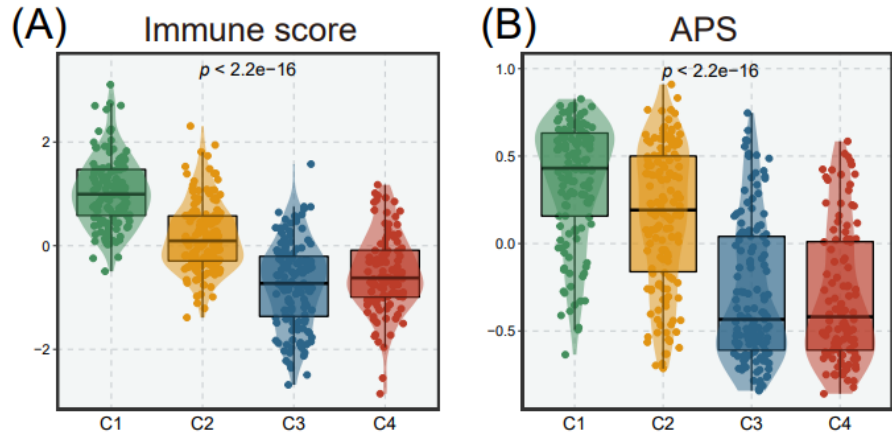 (A) Immune score
p < 2.2e−16
2
0
−2
C1 C2 C3 C4
(B) APS
p < 2.2e−16
1.0
0.5
0.0
−0.5
C1 C2 C3 C4